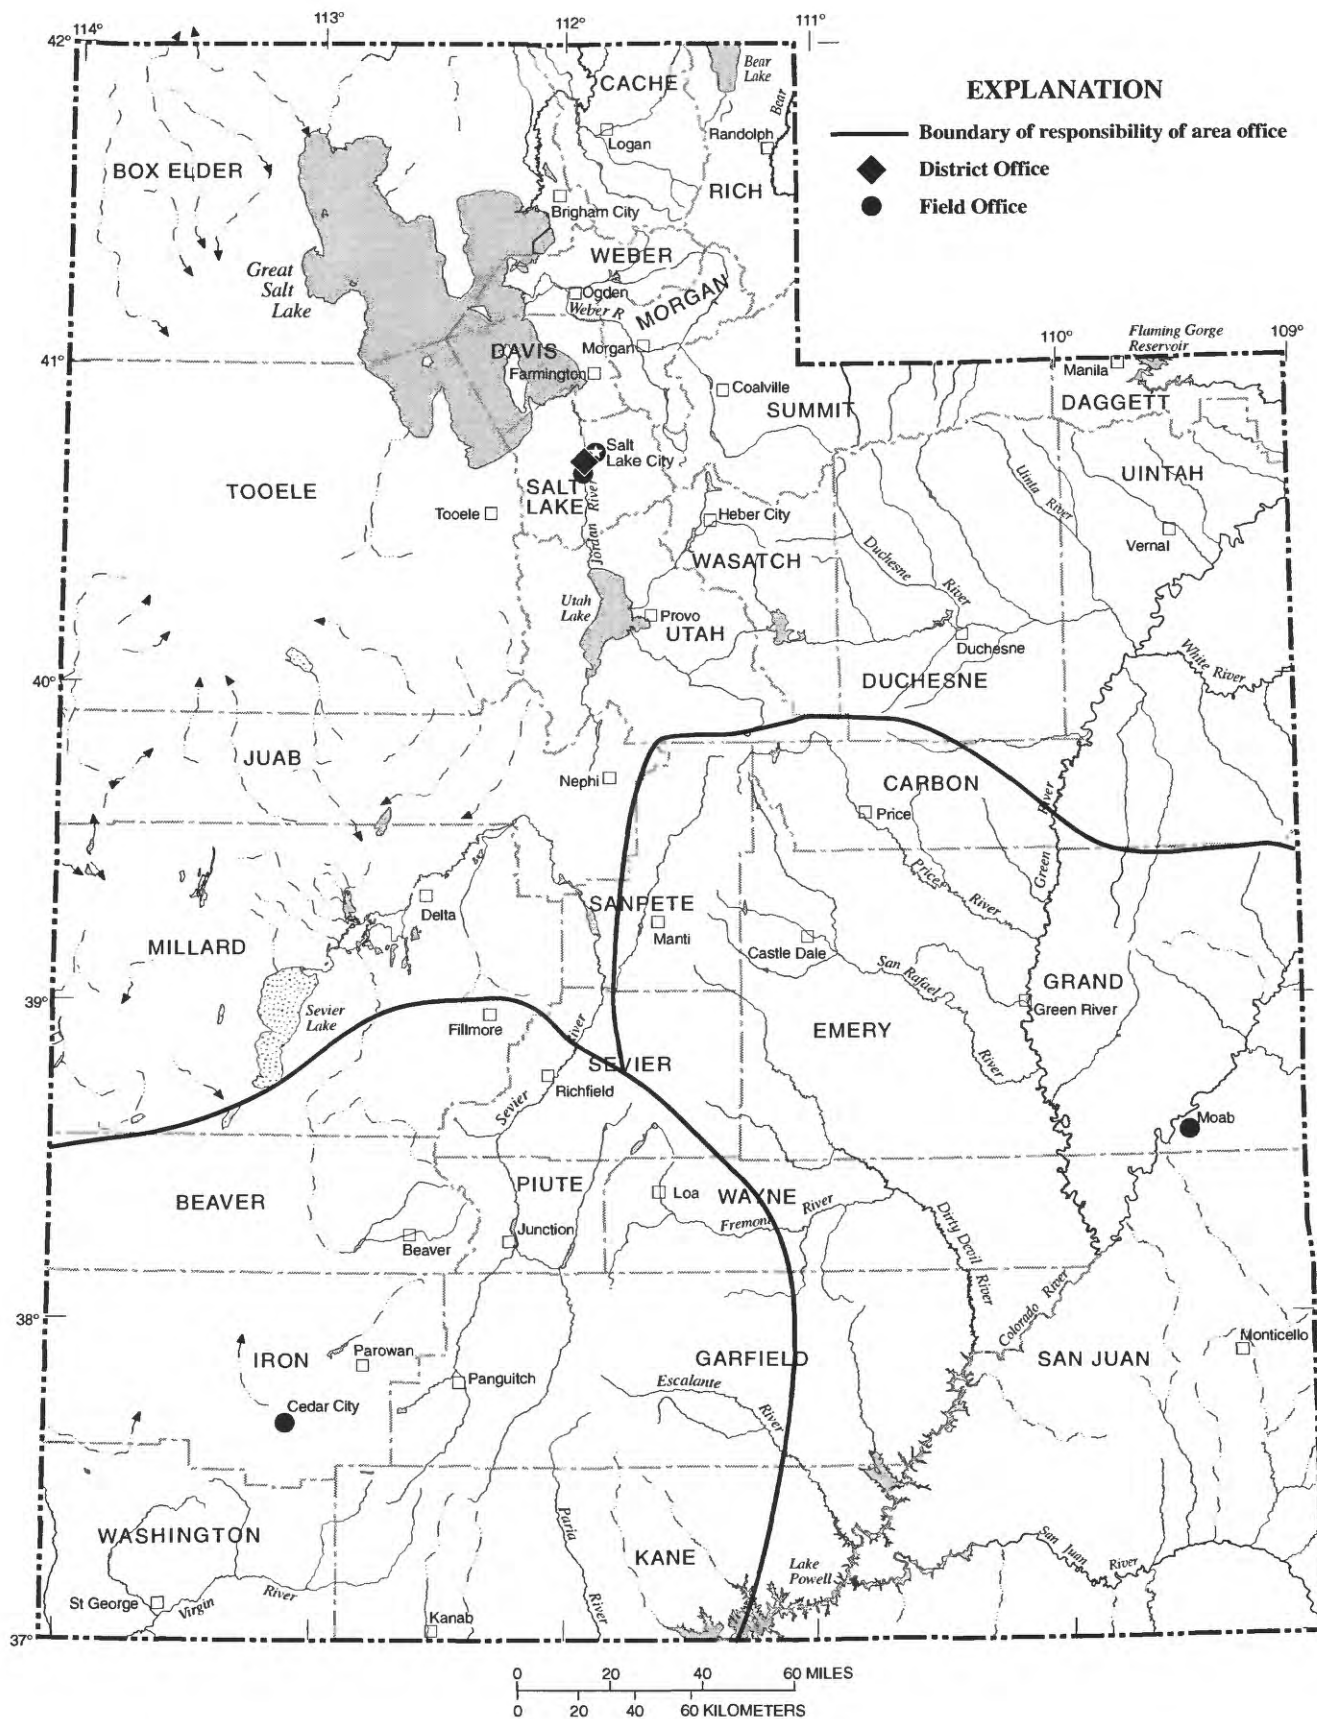 114°
113°
112°
111°
42°
CACHE
Bear
Lake
Bear
EXPLANATION
Boundary of responsibility of area office
District Office
Field Office
Logan
Randolph
BOX ELDER
RICH
Brigham City
WEBER
Great
Salt
Lake
Ogden
Weber R
MORGAN
DAVIS
Morgan
Farmington
41°
110°
109°
Flaming Gorge
Reservoir
Manila
DAGGETT
Coalville
SUMMIT
Salt
Lake City
TOOELE
SALT
LAKE
Jordan River
Tooele
Heber City
WASATCH
Uinta
River
UINTAH
Vernal
Duchesne
River
Utah
Lake
Provo
UTAH
Duchesne
DUCHESNE
White River
40°
JUAB
Nephi
CARBON
Price
Green River
Price
River
SANPETE
Delta
Manti
Castle Dale
MILLARD
San Rafael
River
GRAND
Green River
39°
Sevier
Lake
Fillmore
EMERY
River
SEVIER
Richfield
Sevier
Moab
PIUTE
BEAVER
Loa
WAYNE
Fremont
River
Junction
Beaver
Dirty Devil
River
Colorado River
38°
Monticello
IRON
Parowan
GARFIELD
SAN JUAN
Panguitch
Escalante
River
Cedar City
WASHINGTON
Paria
River
KANE
Lake
Powell
San Juan
River
St George
Virgin
River
Kanab
37°
0 20 40 60 MILES
0 20 40 60 KILOMETERS